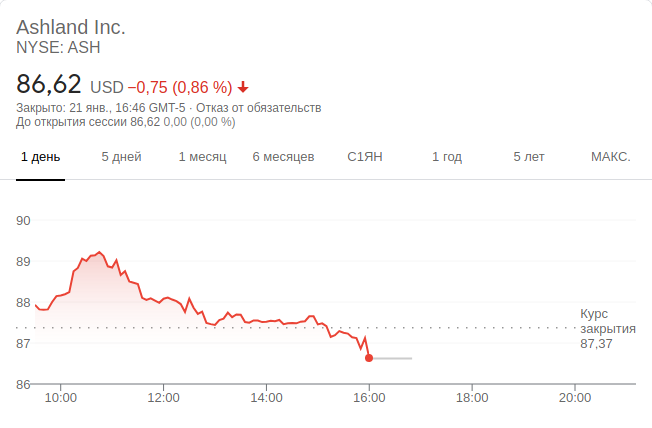 Ashland Inc.
NYSE: ASH
86,62 USD −0,75 (0,86 %)
Закрыто: 21 янв., 16:46 GMT-5 · Отказ от обязательств
До открытия сессии 86,62 0,00 (0,00 %)
1 день 5 дней 1 месяц 6 месяцев С1ЯН 1 год 5 лет МАКС.
90
89
88
87
86
Курс
закрытия
87,37
10:00 12:00 14:00 16:00 18:00 20:00